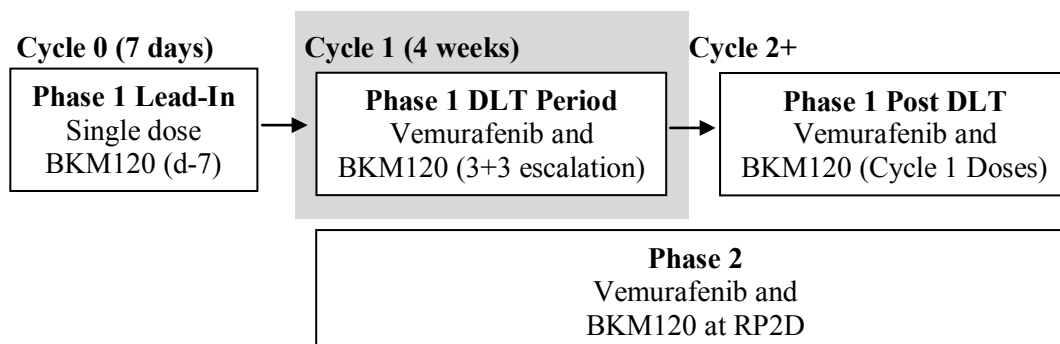 Cycle 0 (7 days)
Phase 1 Lead-In
Single dose
BKM120 (d-7)
Cycle 1 (4 weeks)
Phase 1 DLT Period
Vemurafenib and
BKM120 (3+3 escalation)
Cycle 2+
Phase 1 Post DLT
Vemurafenib and
BKM120 (Cycle 1 Doses)
Phase 2
Vemurafenib and
BKM120 at RP2D